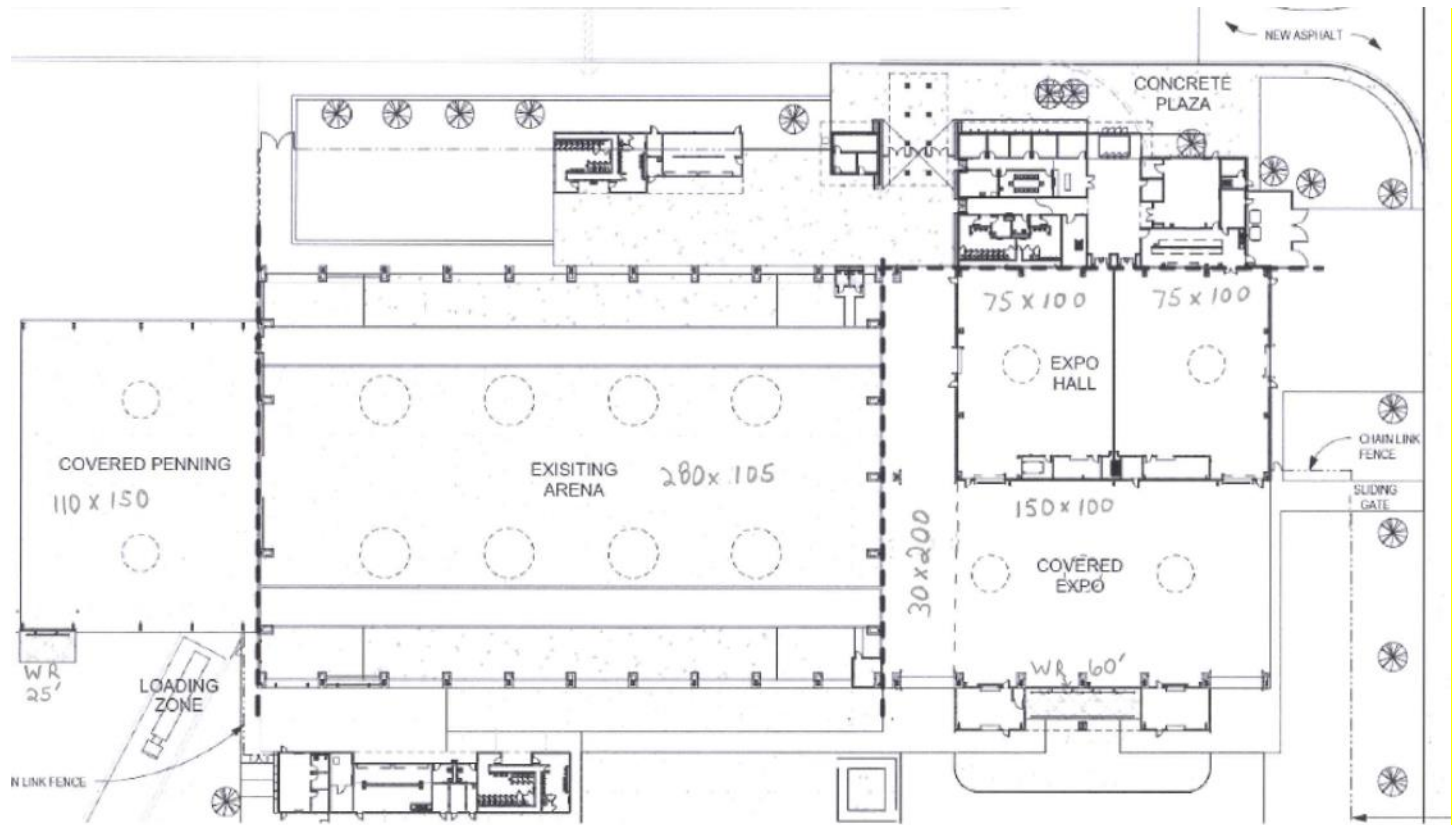 NEW ASPHALT
CONCRETE
PLAZA
75 x 100
75 x 100
EXPO
HALL
CHAIN LINK
FENCE
SLIDING
GATE
COVERED PENNING
110 x 150
EXISITING
ARENA
280 x 105
150 x 100
30 x 200
COVERED
EXPO
WR
25'
WR 60'
LOADING
ZONE
N LINK FENCE